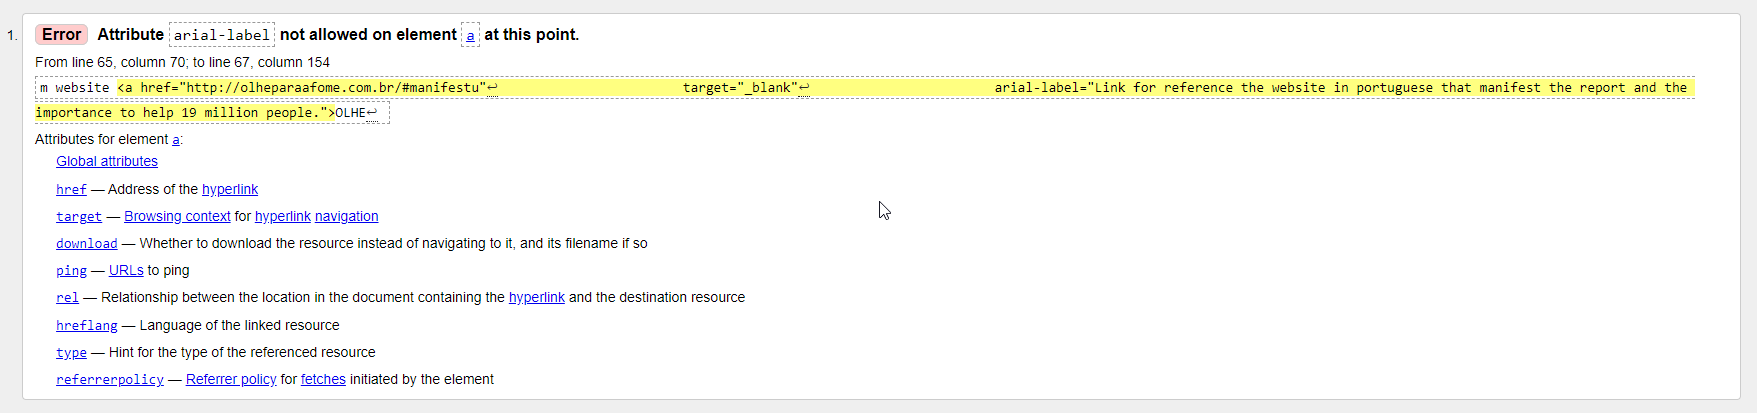 1. Error Attribute arial-label not allowed on element a at this point.
From line 65, column 70; to line 67, column 154
m website <a href="http://olheparaafome.com.br/#manifestu"↩ target="_blank"↩ arial-label="Link for reference the website in portuguese that manifest the report and the
importance to help 19 million people.">OLHE↩
Attributes for element a:
Global attributes
href — Address of the hyperlink
target — Browsing context for hyperlink navigation
download — Whether to download the resource instead of navigating to it, and its filename if so
ping — URLs to ping
rel — Relationship between the location in the document containing the hyperlink and the destination resource
hreflang — Language of the linked resource
type — Hint for the type of the referenced resource
referrerpolicy — Referrer policy for fetches initiated by the element